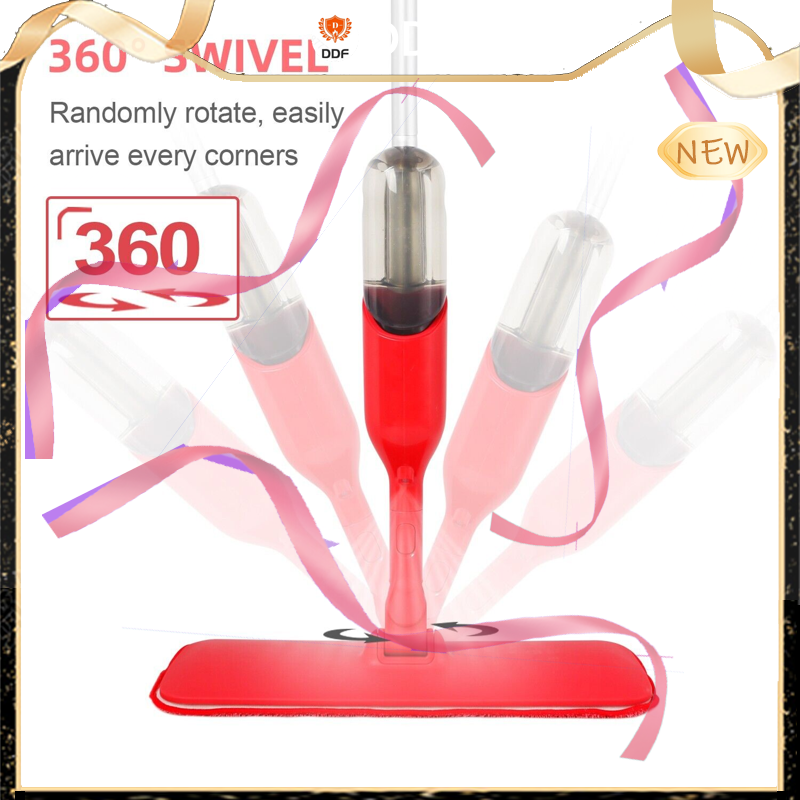 360° SWIVEL
DDF
Randomly rotate, easily
arrive every corners
NEW
360